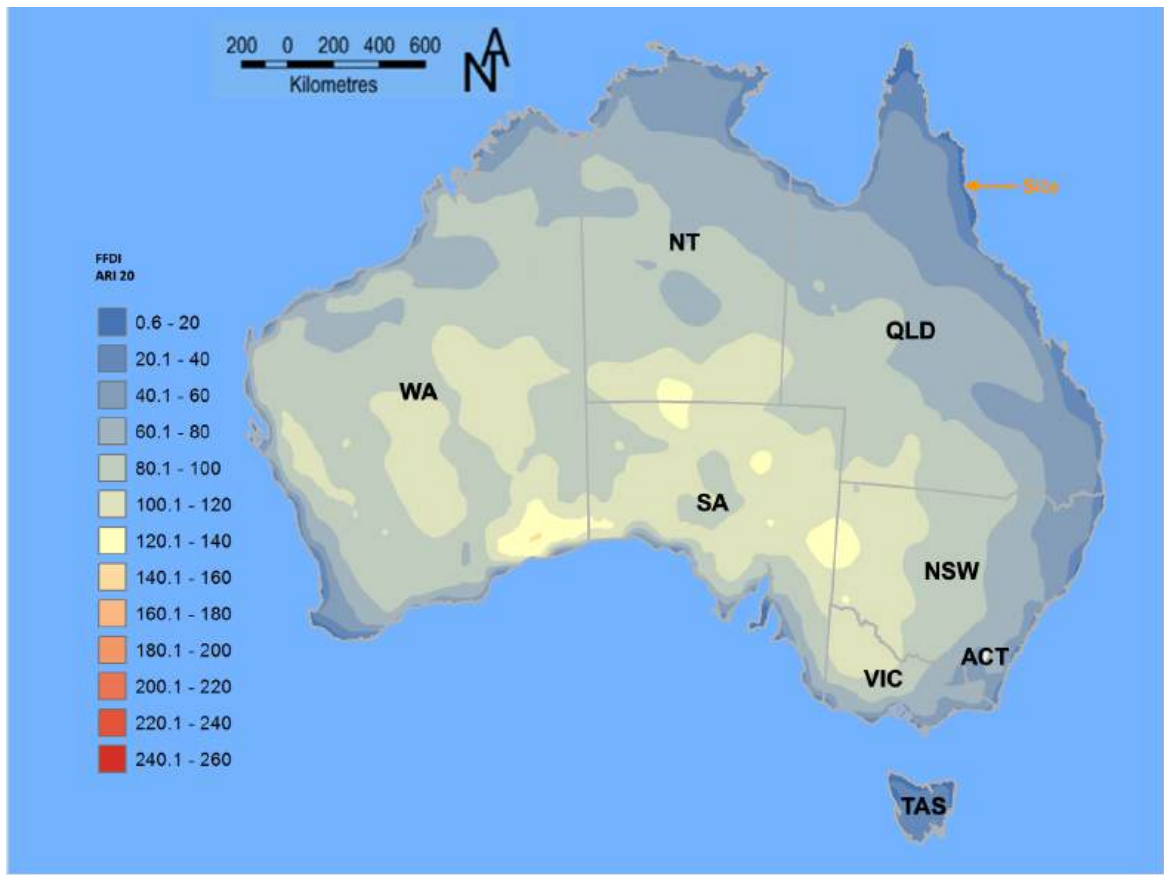 200 0 200 400 600
Kilometres
N
Site
NT
QLD
WA
SA
NSW
ACT
VIC
TAS
FFDI
ARI 20
0.6 - 20
20.1 - 40
40.1 - 60
60.1 - 80
80.1 - 100
100.1 - 120
120.1 - 140
140.1 - 160
160.1 - 180
180.1 - 200
200.1 - 220
220.1 - 240
240.1 - 260